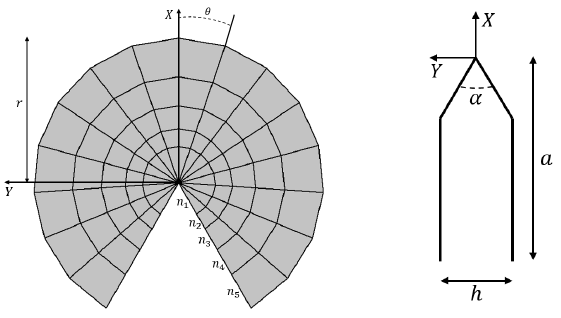 X
θ
r
Y
n₁
n₂
n₃
n₄
n₅
X
Y
α
a
h